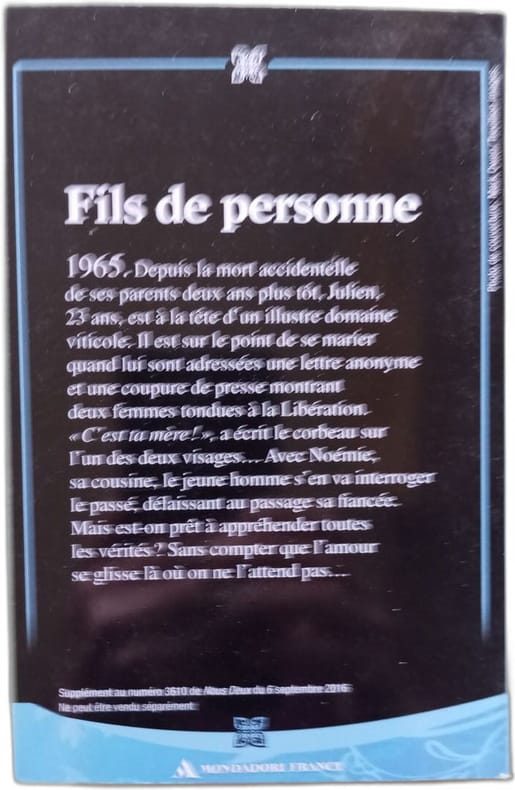 Fils de personne
1965. Depuis la mort accidentelle
de ses parents deux ans plus tôt, Julien,
23 ans, est à la tête d'un illustre domaine
viticole. Il est sur le point de se marier
quand lui sont adressées une lettre anonyme
et une coupure de presse montrant
deux femmes tondues à la Libération.
« C'est ta mère! », a écrit le corbeau sur
l'un des deux visages... Avec Noémie,
sa cousine, le jeune homme s'en va interroger
le passé, délaissant au passage sa fiancée.
Mais est-on prêt à appréhender toutes
les vérités ? Sans compter que l'amour
se glisse là où on ne l'attend pas...
Supplément au numéro 3610 de Nous Deux du 6 septembre 2016
Ne peut être vendu séparément
MONDADORI FRANCE
Photo de couverture : Mark Owen